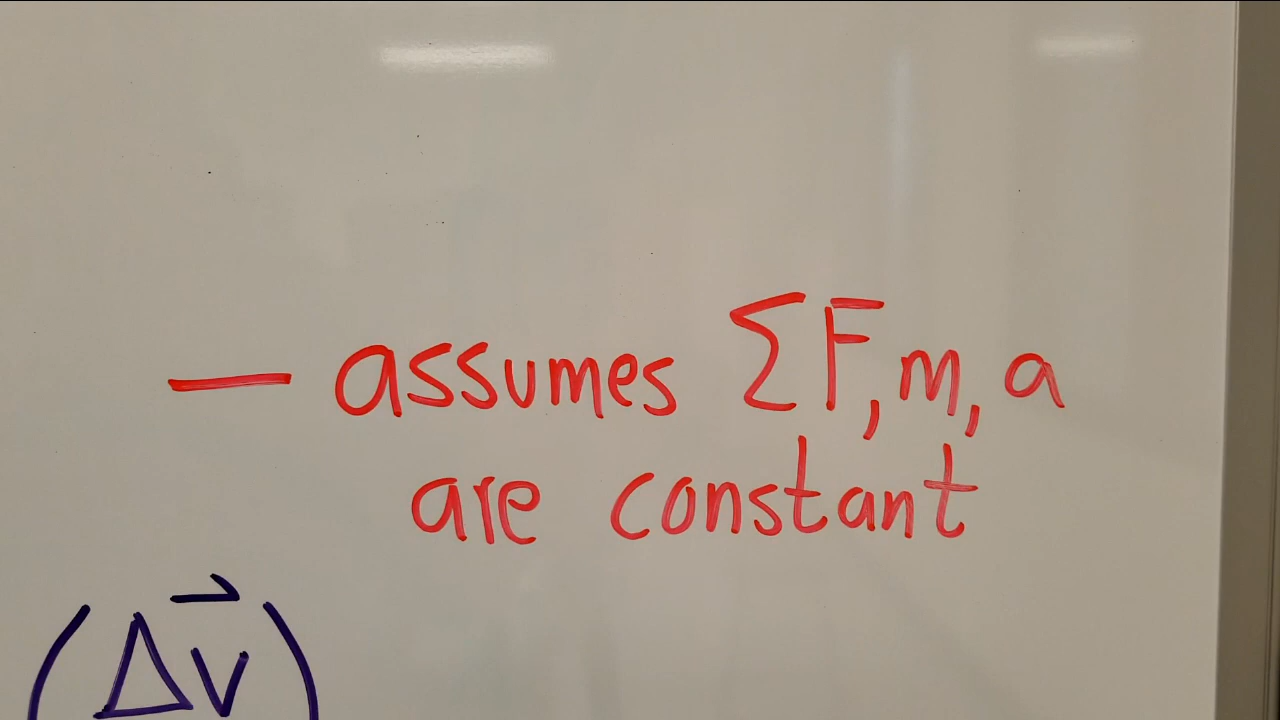 — assumes ΣF, m, a
are constant
(Δv⃗)